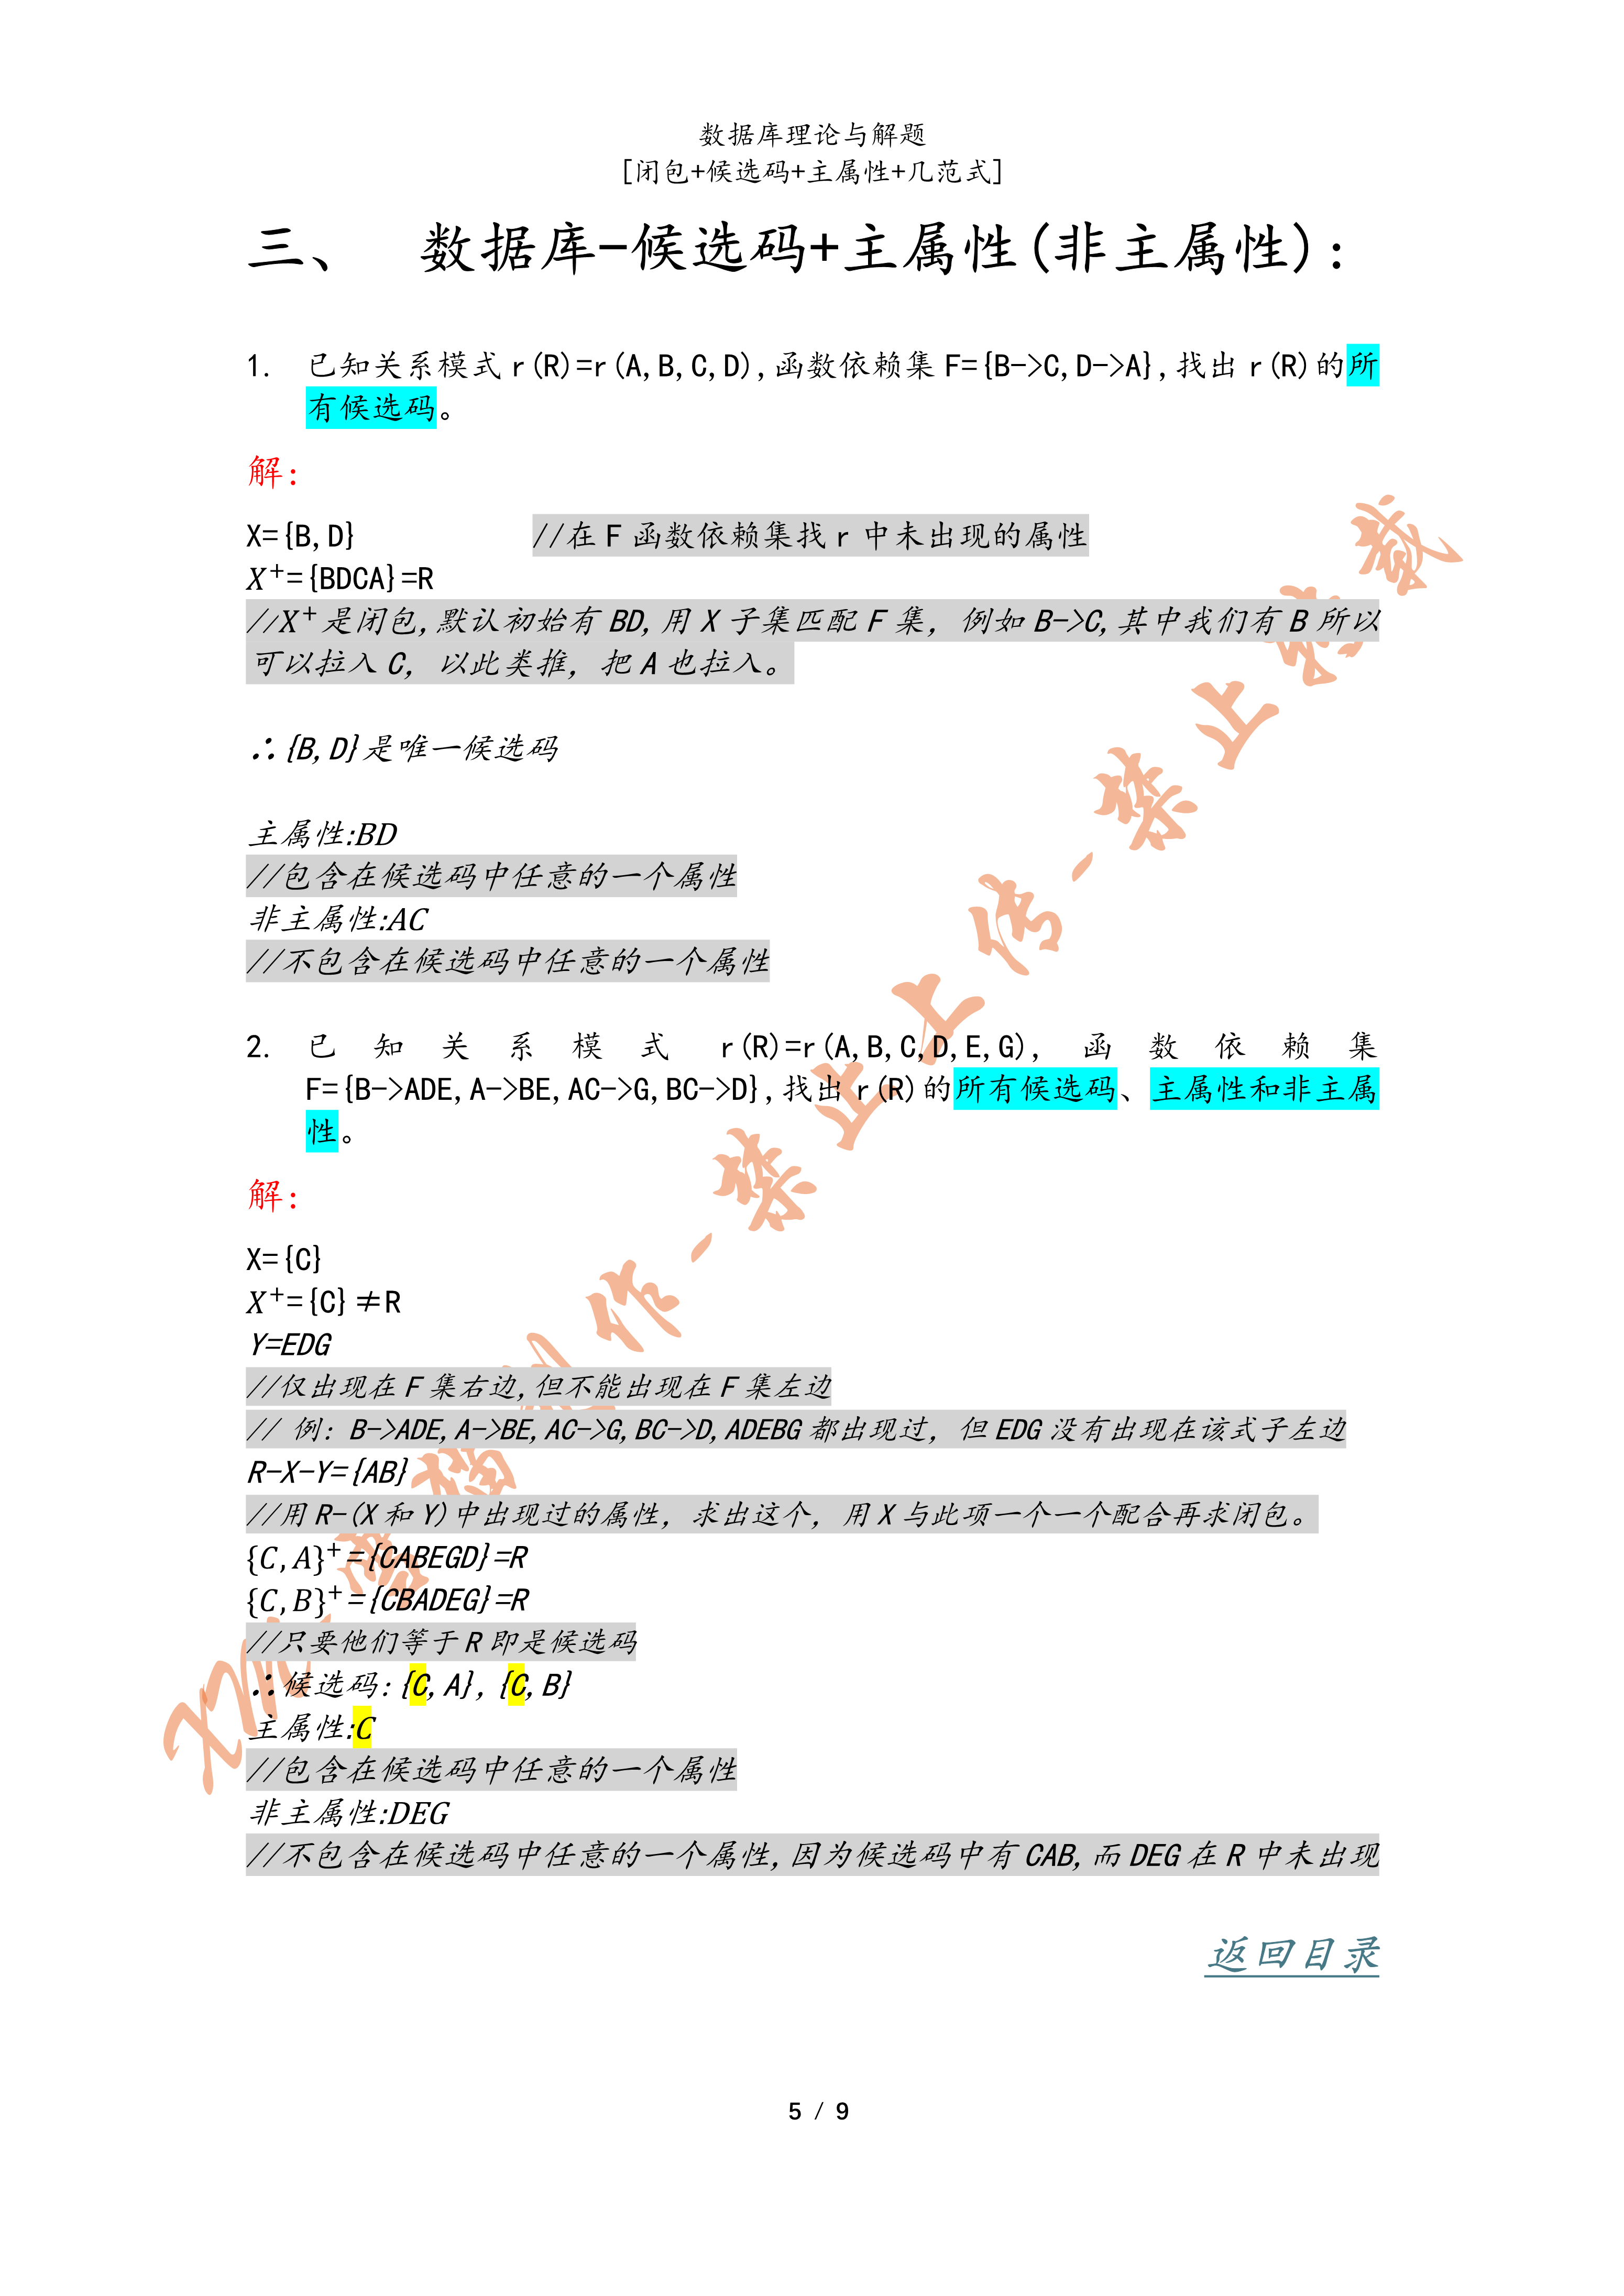 数据库理论与解题
[闭包+候选码+主属性+几范式]
三、 数据库-候选码+主属性(非主属性):
1. 已知关系模式 r(R)=r(A,B,C,D),函数依赖集 F={B->C,D->A},找出 r(R)的所
有候选码。
解:
X={B,D} //在 F 函数依赖集找 r 中未出现的属性
X⁺={BDCA}=R
//X⁺是闭包,默认初始有 BD,用 X 子集匹配 F 集，例如 B->C,其中我们有 B 所以
可以拉入 C，以此类推，把 A 也拉入。
∴{B,D}是唯一候选码
主属性:BD
//包含在候选码中任意的一个属性
非主属性:AC
//不包含在候选码中任意的一个属性
2. 已知关系模式 r(R)=r(A,B,C,D,E,G), 函数依赖集
F={B->ADE,A->BE,AC->G,BC->D},找出 r(R)的所有候选码、主属性和非主属
性。
解:
X={C}
X⁺={C}≠R
Y=EDG
//仅出现在 F 集右边,但不能出现在 F 集左边
// 例: B->ADE,A->BE,AC->G,BC->D,ADEBG 都出现过，但 EDG 没有出现在该式子左边
R-X-Y={AB}
//用 R-(X 和 Y)中出现过的属性，求出这个，用 X 与此项一个一个配合再求闭包。
{C,A}⁺={CABEGD}=R
{C,B}⁺={CBADEG}=R
//只要他们等于 R 即是候选码
∴候选码:{C,A},{C,B}
主属性:C
//包含在候选码中任意的一个属性
非主属性:DEG
//不包含在候选码中任意的一个属性,因为候选码中有 CAB,而 DEG 在 R 中未出现
返回目录
5 / 9
作-禁止上传-禁止转载